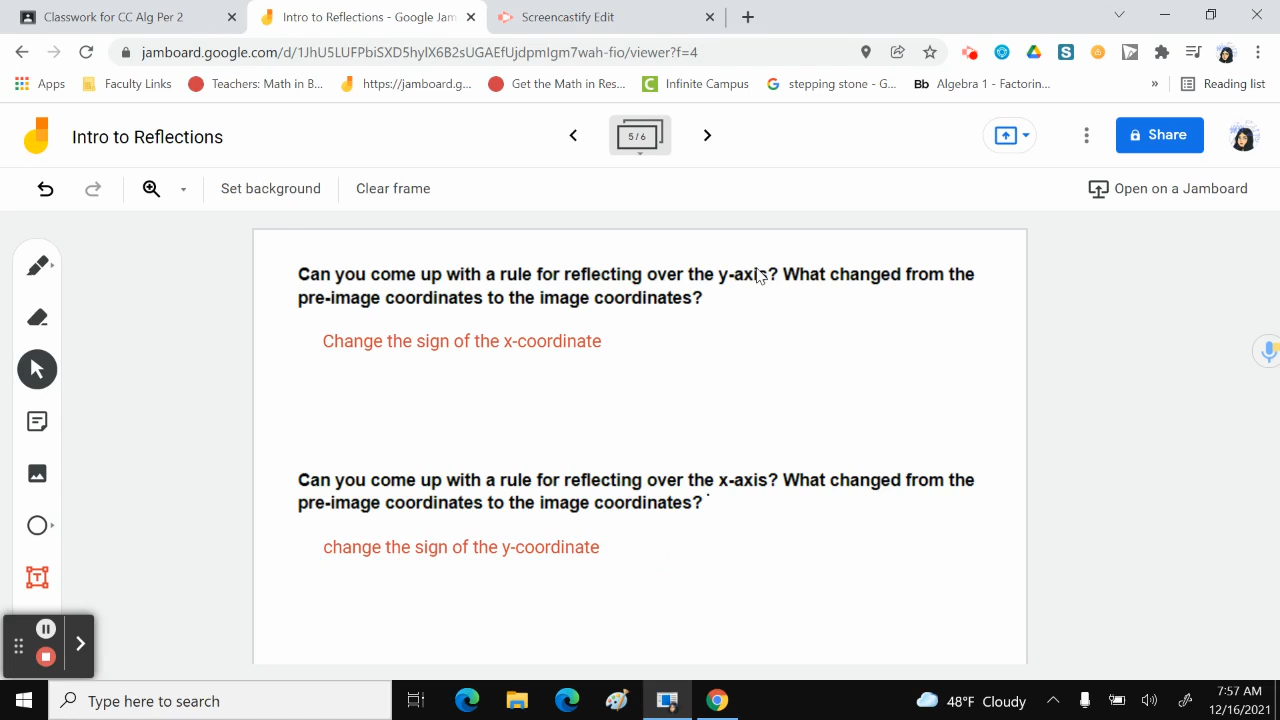 Classwork for CC Alg Per 2
Intro to Reflections - Google Jam
Screencastify Edit
jamboard.google.com/d/1JhU5LUFPbiSXD5hylX6B2sUGAEfUjdpmIgm7wah-fio/viewer?f=4
Apps Faculty Links Teachers: Math in B... https://jamboard.g... Get the Math in Res... Infinite Campus stepping stone - G... Bb Algebra 1 - Factorin... » Reading list
Intro to Reflections
5 / 6
Share
Set background
Clear frame
Open on a Jamboard
Can you come up with a rule for reflecting over the y-axis? What changed from the
pre-image coordinates to the image coordinates?
Change the sign of the x-coordinate
Can you come up with a rule for reflecting over the x-axis? What changed from the
pre-image coordinates to the image coordinates?
change the sign of the y-coordinate
Type here to search
48°F Cloudy
7:57 AM
12/16/2021